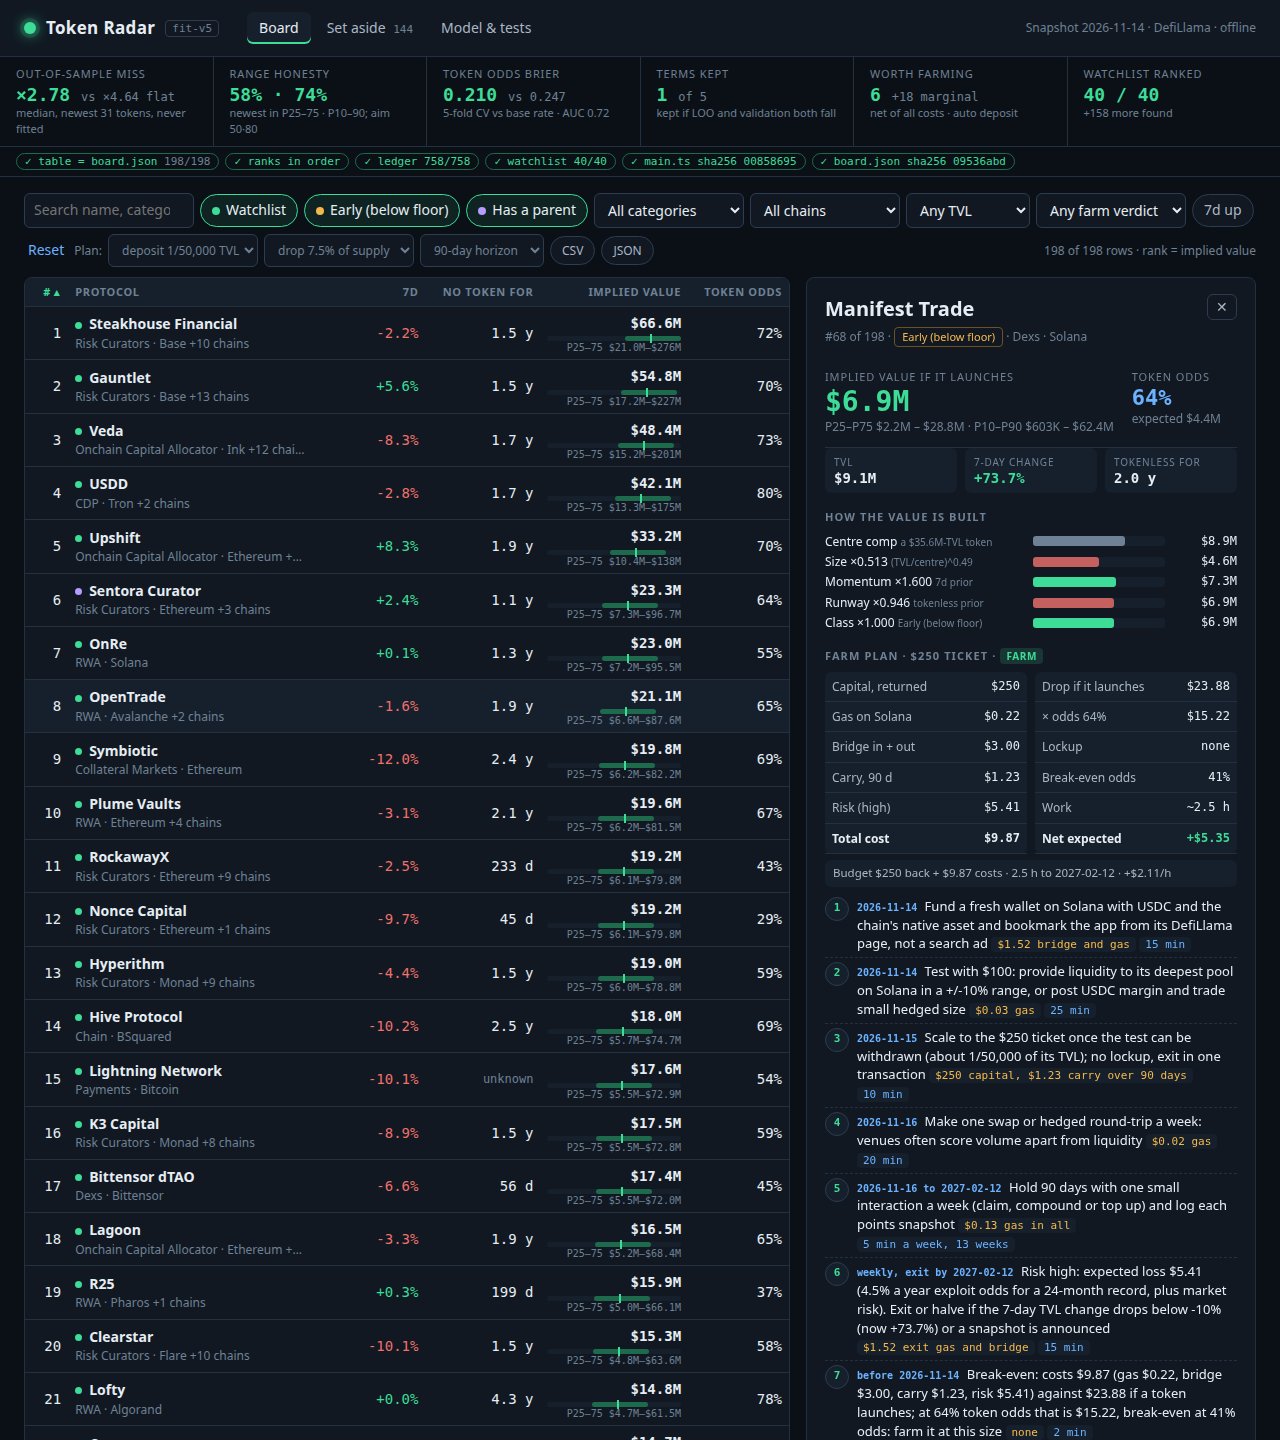 Token Radar fit-v5 Board Set aside 144 Model & tests Snapshot 2026-11-14 · DefiLlama · offline
OUT-OF-SAMPLE MISS
×2.78 vs ×4.64 flat
median, newest 31 tokens, never
fitted
RANGE HONESTY
58% · 74%
newest in P25–75 · P10–90; aim
50·80
TOKEN ODDS BRIER
0.210 vs 0.247
5-fold CV vs base rate · AUC 0.72
TERMS KEPT
1 of 5
kept if LOO and validation both fall
WORTH FARMING
6 +18 marginal
net of all costs · auto deposit
WATCHLIST RANKED
40 / 40
+158 more found
✓ table = board.json 198/198 ✓ ranks in order ✓ ledger 758/758 ✓ watchlist 40/40 ✓ main.ts sha256 00858695 ✓ board.json sha256 09536abd
Search name, catego Watchlist Early (below floor) Has a parent All categories All chains Any TVL Any farm verdict 7d up
Reset Plan: deposit 1/50,000 TVL drop 7.5% of supply 90-day horizon CSV JSON 198 of 198 rows · rank = implied value
# ▲ PROTOCOL 7D NO TOKEN FOR IMPLIED VALUE TOKEN ODDS
1 Steakhouse Financial -2.2% 1.5 y $66.6M 72%
Risk Curators · Base +10 chains P25–75 $21.0M–$276M
2 Gauntlet +5.6% 1.5 y $54.8M 70%
Risk Curators · Base +13 chains P25–75 $17.2M–$227M
3 Veda -8.3% 1.7 y $48.4M 73%
Onchain Capital Allocator · Ink +12 chai... P25–75 $15.2M–$201M
4 USDD -2.8% 1.7 y $42.1M 80%
CDP · Tron +2 chains P25–75 $13.3M–$175M
5 Upshift +8.3% 1.9 y $33.2M 70%
Onchain Capital Allocator · Ethereum +... P25–75 $10.4M–$138M
6 Sentora Curator +2.4% 1.1 y $23.3M 64%
Risk Curators · Ethereum +3 chains P25–75 $7.3M–$96.7M
7 OnRe +0.1% 1.3 y $23.0M 55%
RWA · Solana P25–75 $7.2M–$95.5M
8 OpenTrade -1.6% 1.9 y $21.1M 65%
RWA · Avalanche +2 chains P25–75 $6.6M–$87.6M
9 Symbiotic -12.0% 2.4 y $19.8M 69%
Collateral Markets · Ethereum P25–75 $6.2M–$82.2M
10 Plume Vaults -3.1% 2.1 y $19.6M 67%
RWA · Ethereum +4 chains P25–75 $6.2M–$81.5M
11 RockawayX -2.5% 233 d $19.2M 43%
Risk Curators · Ethereum +9 chains P25–75 $6.1M–$79.8M
12 Nonce Capital -9.7% 45 d $19.2M 29%
Risk Curators · Ethereum +1 chains P25–75 $6.1M–$79.8M
13 Hyperithm -4.4% 1.5 y $19.0M 59%
Risk Curators · Monad +9 chains P25–75 $6.0M–$78.8M
14 Hive Protocol -10.2% 2.5 y $18.0M 69%
Chain · BSquared P25–75 $5.7M–$74.7M
15 Lightning Network -10.1% unknown $17.6M 54%
Payments · Bitcoin P25–75 $5.5M–$72.9M
16 K3 Capital -8.9% 1.5 y $17.5M 59%
Risk Curators · Monad +8 chains P25–75 $5.5M–$72.8M
17 Bittensor dTAO -6.6% 56 d $17.4M 45%
Dexs · Bittensor P25–75 $5.5M–$72.0M
18 Lagoon -3.3% 1.9 y $16.5M 65%
Onchain Capital Allocator · Ethereum +... P25–75 $5.2M–$68.4M
19 R25 +0.3% 199 d $15.9M 37%
RWA · Pharos +1 chains P25–75 $5.0M–$66.1M
20 Clearstar -10.1% 1.5 y $15.3M 58%
Risk Curators · Flare +10 chains P25–75 $4.8M–$63.6M
21 Lofty +0.0% 4.3 y $14.8M 78%
RWA · Algorand P25–75 $4.7M–$61.5M
Manifest Trade ✕
#68 of 198 · Early (below floor) · Dexs · Solana
IMPLIED VALUE IF IT LAUNCHES TOKEN ODDS
$6.9M 64%
P25–P75 $2.2M – $28.8M · P10–P90 $603K – $62.4M expected $4.4M
TVL 7-DAY CHANGE TOKENLESS FOR
$9.1M +73.7% 2.0 y
HOW THE VALUE IS BUILT
Centre comp a $35.6M-TVL token $8.9M
Size ×0.513 (TVL/centre)^0.49 $4.6M
Momentum ×1.600 7d prior $7.3M
Runway ×0.946 tokenless prior $6.9M
Class ×1.000 Early (below floor) $6.9M
FARM PLAN · $250 TICKET · FARM
Capital, returned $250 Drop if it launches $23.88
Gas on Solana $0.22 × odds 64% $15.22
Bridge in + out $3.00 Lockup none
Carry, 90 d $1.23 Break-even odds 41%
Risk (high) $5.41 Work ~2.5 h
Total cost $9.87 Net expected +$5.35
Budget $250 back + $9.87 costs · 2.5 h to 2027-02-12 · +$2.11/h
1 2026-11-14 Fund a fresh wallet on Solana with USDC and the
chain's native asset and bookmark the app from its DefiLlama
page, not a search ad $1.52 bridge and gas 15 min
2 2026-11-14 Test with $100: provide liquidity to its deepest pool
on Solana in a +/-10% range, or post USDC margin and trade
small hedged size $0.03 gas 25 min
3 2026-11-15 Scale to the $250 ticket once the test can be
withdrawn (about 1/50,000 of its TVL); no lockup, exit in one
transaction $250 capital, $1.23 carry over 90 days
10 min
4 2026-11-16 Make one swap or hedged round-trip a week:
venues often score volume apart from liquidity $0.02 gas
20 min
5 2026-11-16 to 2027-02-12 Hold 90 days with one small
interaction a week (claim, compound or top up) and log each
points snapshot $0.13 gas in all
5 min a week, 13 weeks
6 weekly, exit by 2027-02-12 Risk high: expected loss $5.41
(4.5% a year exploit odds for a 24-month record, plus market
risk). Exit or halve if the 7-day TVL change drops below -10%
(now +73.7%) or a snapshot is announced
$1.52 exit gas and bridge 15 min
7 before 2026-11-14 Break-even: costs $9.87 (gas $0.22, bridge
$3.00, carry $1.23, risk $5.41) against $23.88 if a token
launches; at 64% token odds that is $15.22, break-even at 41%
odds: farm it at this size none 2 min